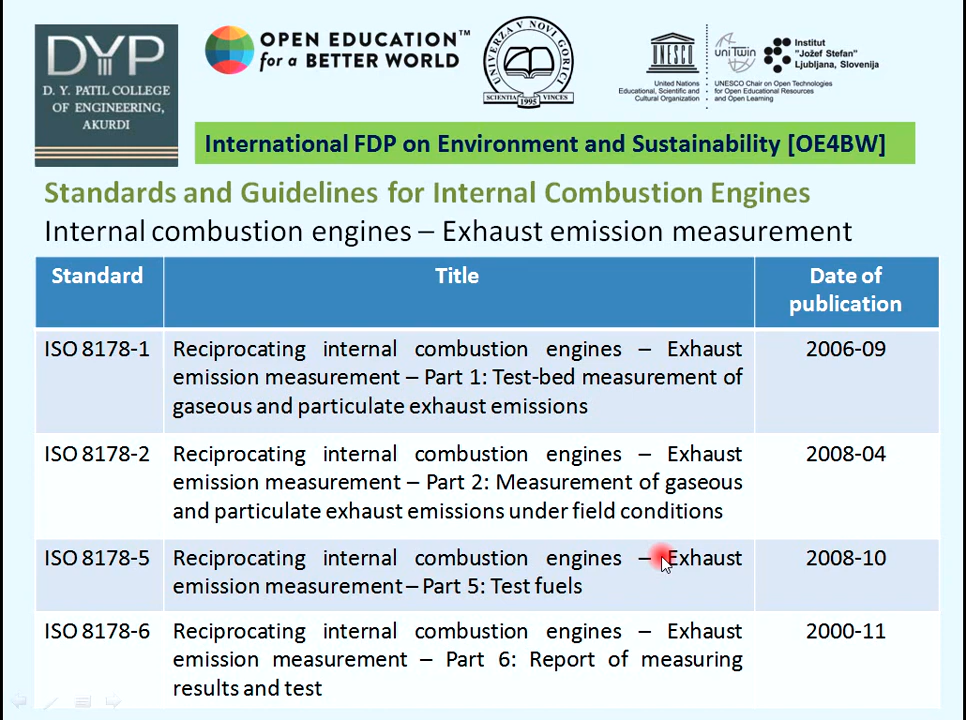 DYP
D. Y. PATIL COLLEGE
OF ENGINEERING,
AKURDI
OPEN EDUCATION™
for a BETTER WORLD
UNIVERZA V NOVI GORICI
SCIENTIA VINCES
1995
UNESCO
United Nations
Educational, Scientific and
Cultural Organization
uniTwin
Institut
"Jožef Stefan"
Ljubljana, Slovenija
UNESCO Chair on Open Technologies
for Open Educational Resources
and Open Learning
International FDP on Environment and Sustainability [OE4BW]
Standards and Guidelines for Internal Combustion Engines
Internal combustion engines – Exhaust emission measurement
Standard Title Date of
publication
ISO 8178-1 Reciprocating internal combustion engines – Exhaust 2006-09
emission measurement – Part 1: Test-bed measurement of
gaseous and particulate exhaust emissions
ISO 8178-2 Reciprocating internal combustion engines – Exhaust 2008-04
emission measurement – Part 2: Measurement of gaseous
and particulate exhaust emissions under field conditions
ISO 8178-5 Reciprocating internal combustion engines – Exhaust 2008-10
emission measurement – Part 5: Test fuels
ISO 8178-6 Reciprocating internal combustion engines – Exhaust 2000-11
emission measurement – Part 6: Report of measuring
results and test